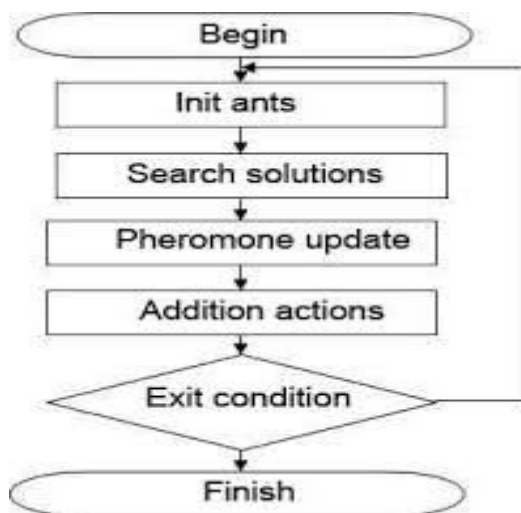 Begin
Init ants
Search solutions
Pheromone update
Addition actions
Exit condition
Finish